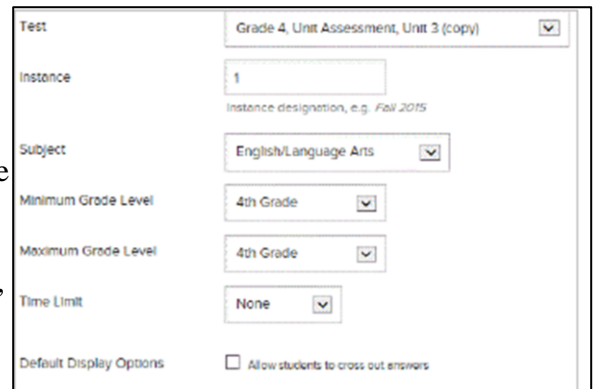 Test Grade 4, Unit Assessment, Unit 3 (copy)
Instance 1
Instance designation, e.g. Fall 2015
Subject English/Language Arts
e
Minimum Grade Level 4th Grade
Maximum Grade Level 4th Grade
,
Time Limit None
Default Display Options Allow students to cross out answers